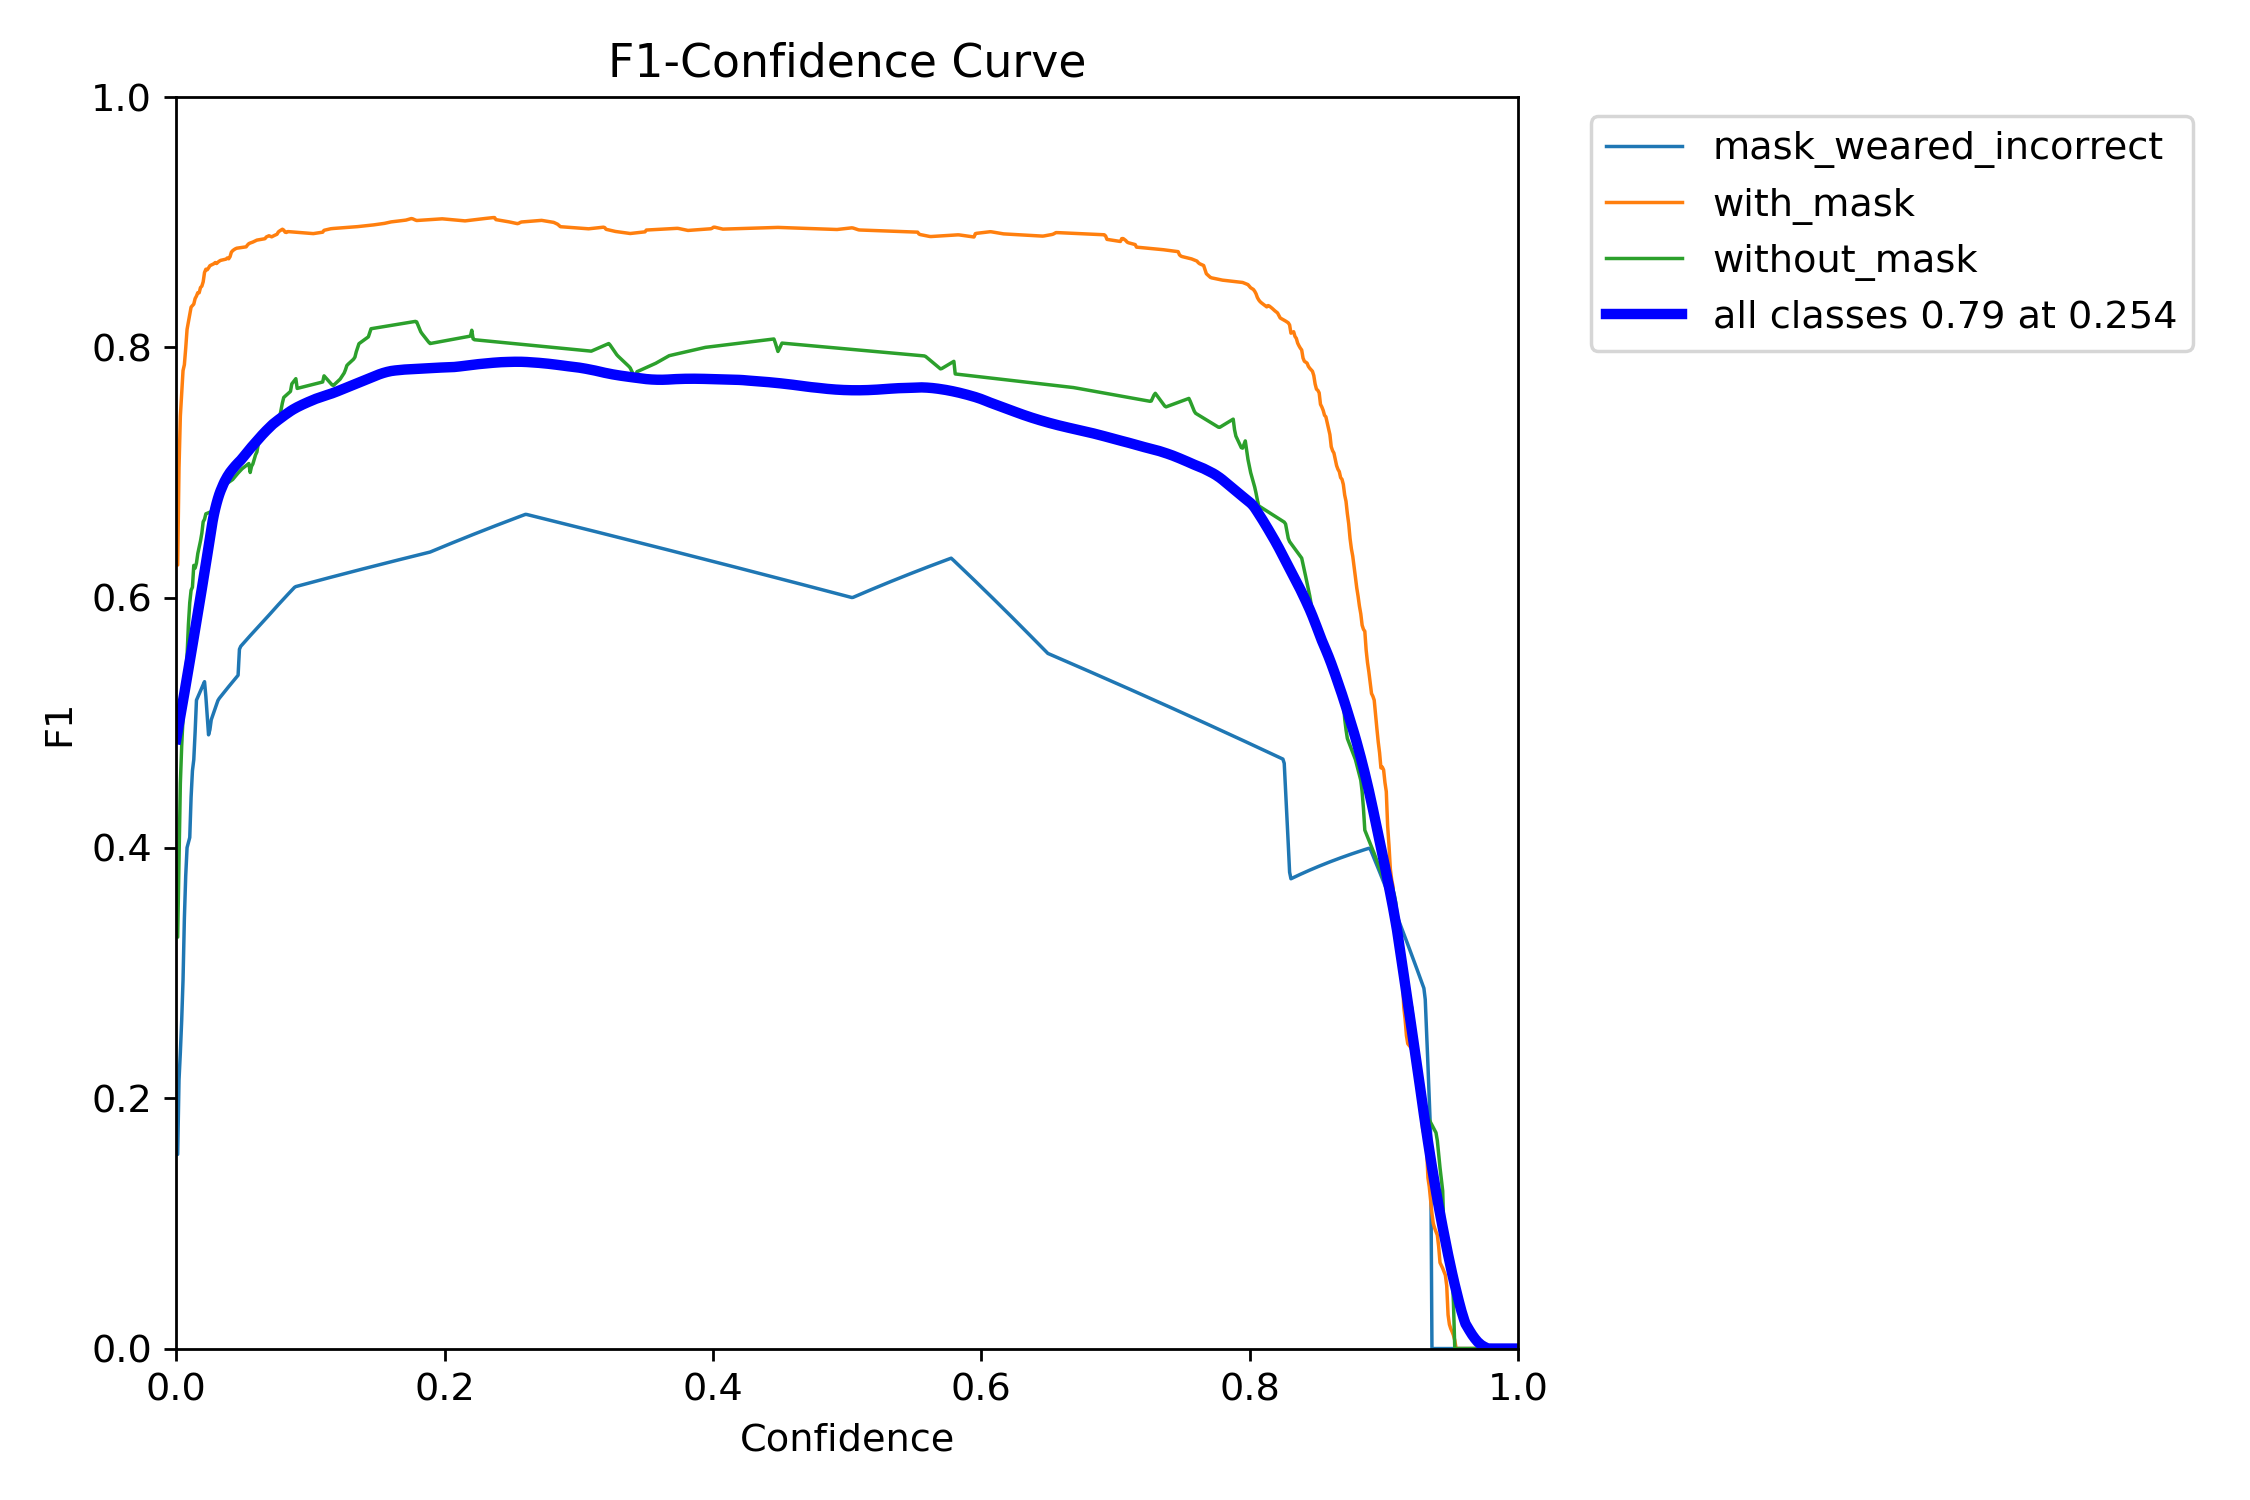 F1-Confidence Curve
mask_weared_incorrect
with_mask
without_mask
all classes 0.79 at 0.254
1.0
0.8
0.6
0.4
0.2
0.0
F1
0.0 0.2 0.4 0.6 0.8 1.0
Confidence